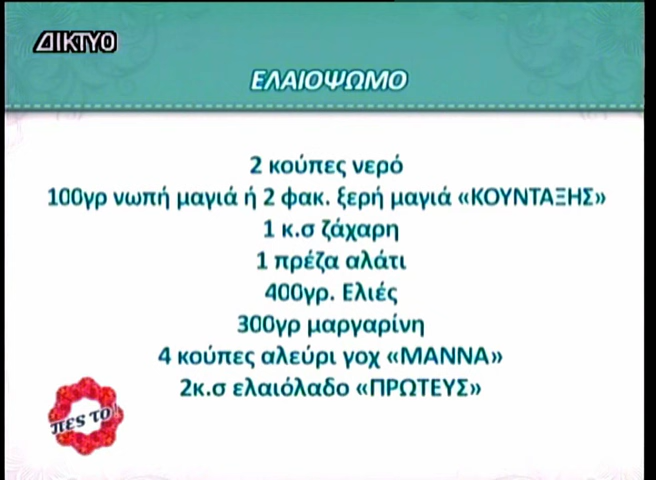 ΔΙΚΤΥΟ
ΕΛΑΙΟΨΩΜΟ
2 κούπες νερό
100γρ νωπή μαγιά ή 2 φακ. ξερή μαγιά «ΚΟΥΝΤΑΞΗΣ»
1 κ.σ ζάχαρη
1 πρέζα αλάτι
400γρ. Ελιές
300γρ μαργαρίνη
4 κούπες αλεύρι γοχ «ΜΑΝΝΑ»
2κ.σ ελαιόλαδο «ΠΡΩΤΕΥΣ»
πες το!